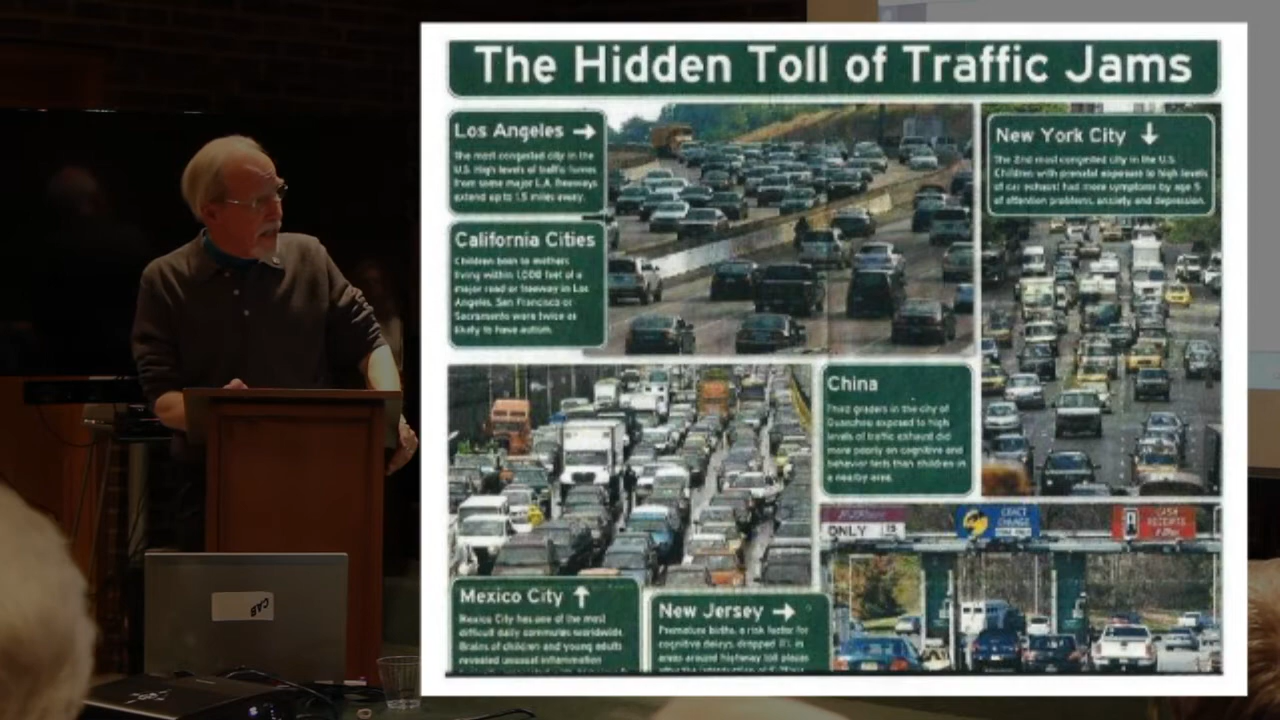 The Hidden Toll of Traffic Jams
Los Angeles →
The most congested city in the
U.S. High levels of traffic fumes
from some major L.A. freeways
extend up to 1.5 miles away.
California Cities
Children born to mothers
living within 1,000 feet of a
major road or freeway in Los
Angeles, San Francisco or
Sacramento were twice as
likely to have autism.
New York City ↓
The 2nd most congested city in the U.S.
Children with prenatal exposure to high levels
of car exhaust had more symptoms by age 5
of attention problems, anxiety and depression.
China
Third graders in the city of
Quanzhou exposed to high
levels of traffic exhaust did
more poorly on cognitive and
behavior tests than children in
a nearby area.
ONLY
EXACT
CHANGE
CASH
RECEIPTS
Mexico City ↑
Mexico City has one of the most
difficult daily commutes worldwide.
Brains of children and young adults
revealed unusual inflammation
New Jersey →
Premature births, a risk factor for
cognitive delays, dropped
areas around highway toll plazas
after the introduction of
CAB